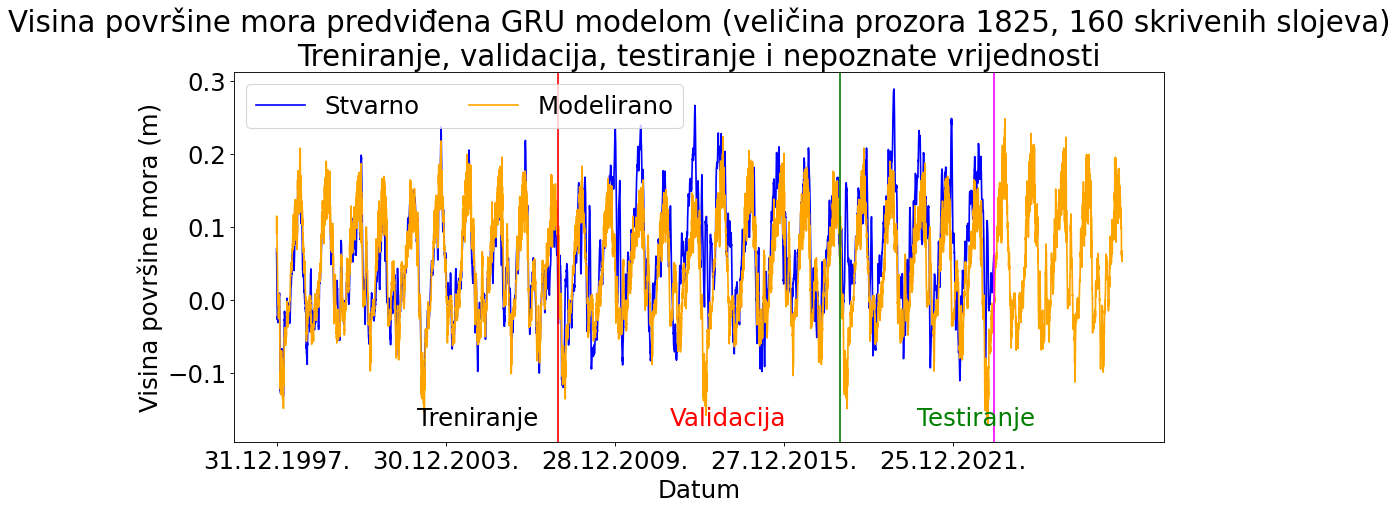 Visina površine mora predviđena GRU modelom (veličina prozora 1825, 160 skrivenih slojeva)
Treniranje, validacija, testiranje i nepoznate vrijednosti
Stvarno Modelirano
Visina površine mora (m)
0.3
0.2
0.1
0.0
−0.1
Treniranje Validacija Testiranje
31.12.1997. 30.12.2003. 28.12.2009. 27.12.2015. 25.12.2021.
Datum